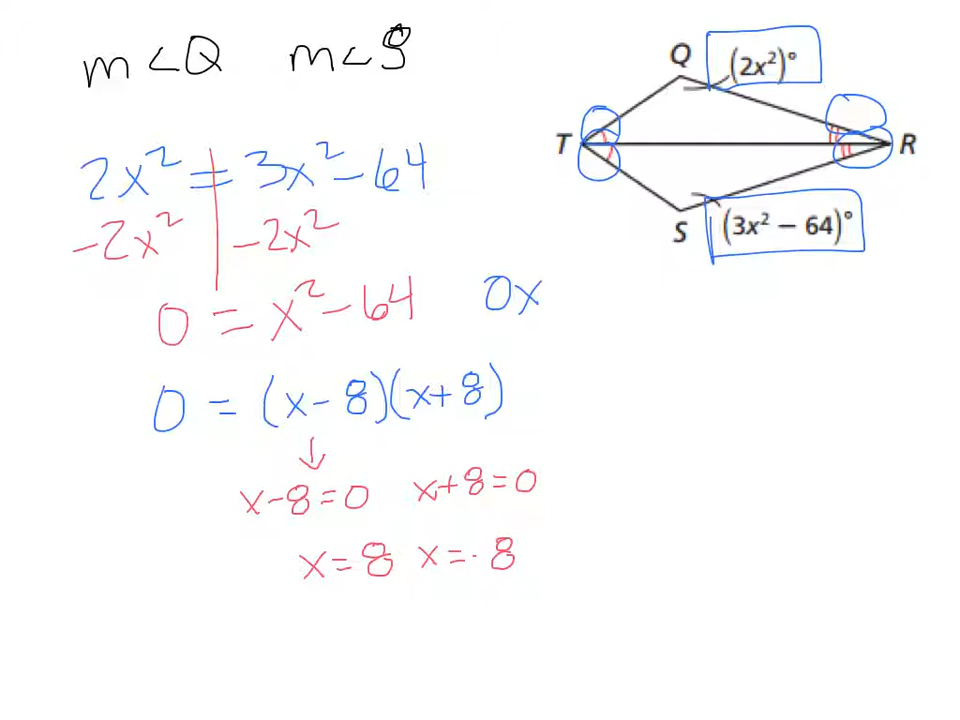 m<Q m<S
2x² = 3x² - 64
-2x² -2x²
0 = x² - 64 0x
0 = (x - 8)(x + 8)
x - 8 = 0 x + 8 = 0
x = 8 x = -8
Q (2x²)°
T R
S (3x² − 64)°